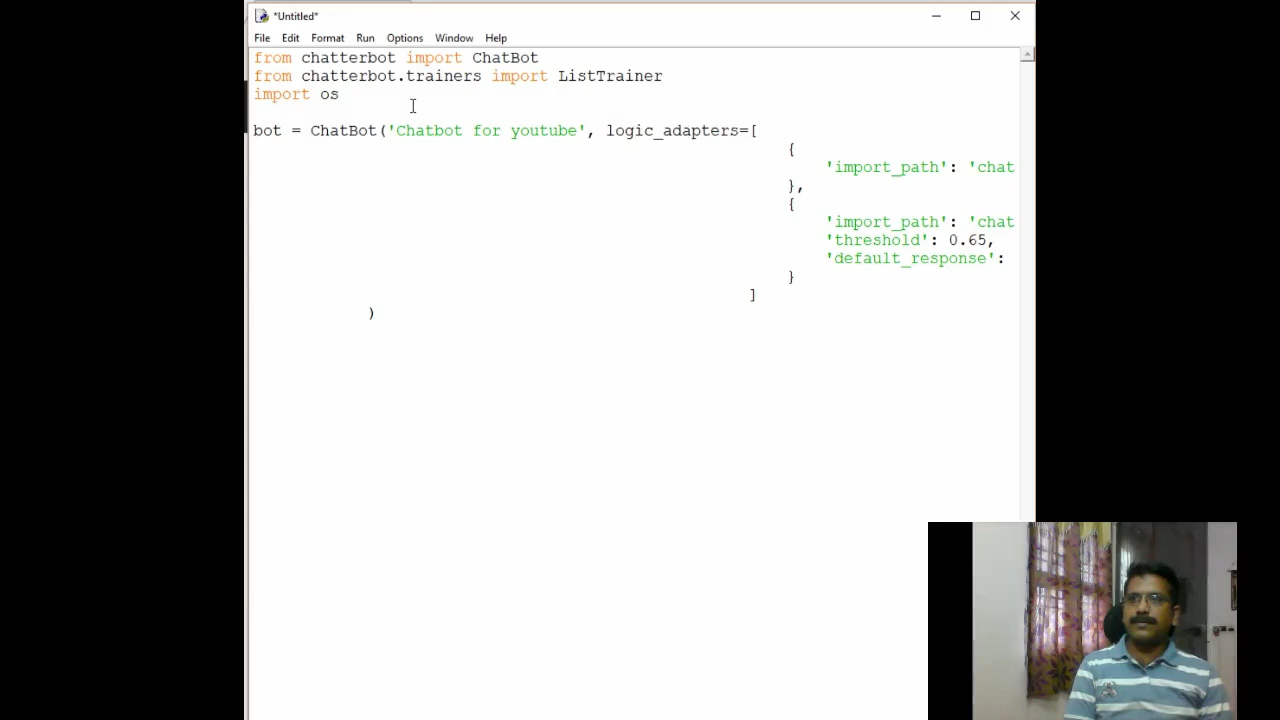 *Untitled*
File Edit Format Run Options Window Help
from chatterbot import ChatBot
from chatterbot.trainers import ListTrainer
import os
bot = ChatBot('Chatbot for youtube', logic_adapters=[
{
'import_path': 'chat
},
{
'import_path': 'chat
'threshold': 0.65,
'default_response':
}
]
)